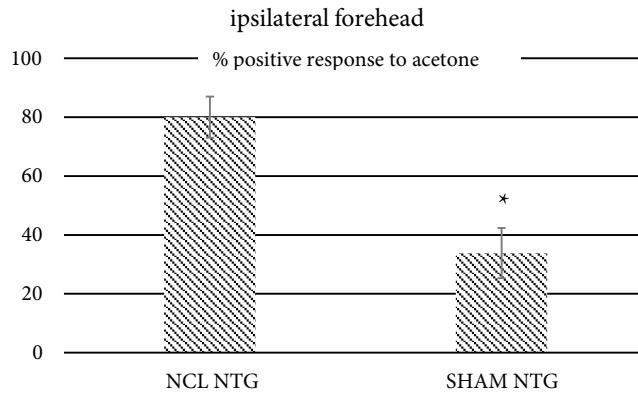 ipsilateral forehead
% positive response to acetone
100
80
60
*
40
20
0
NCL NTG SHAM NTG